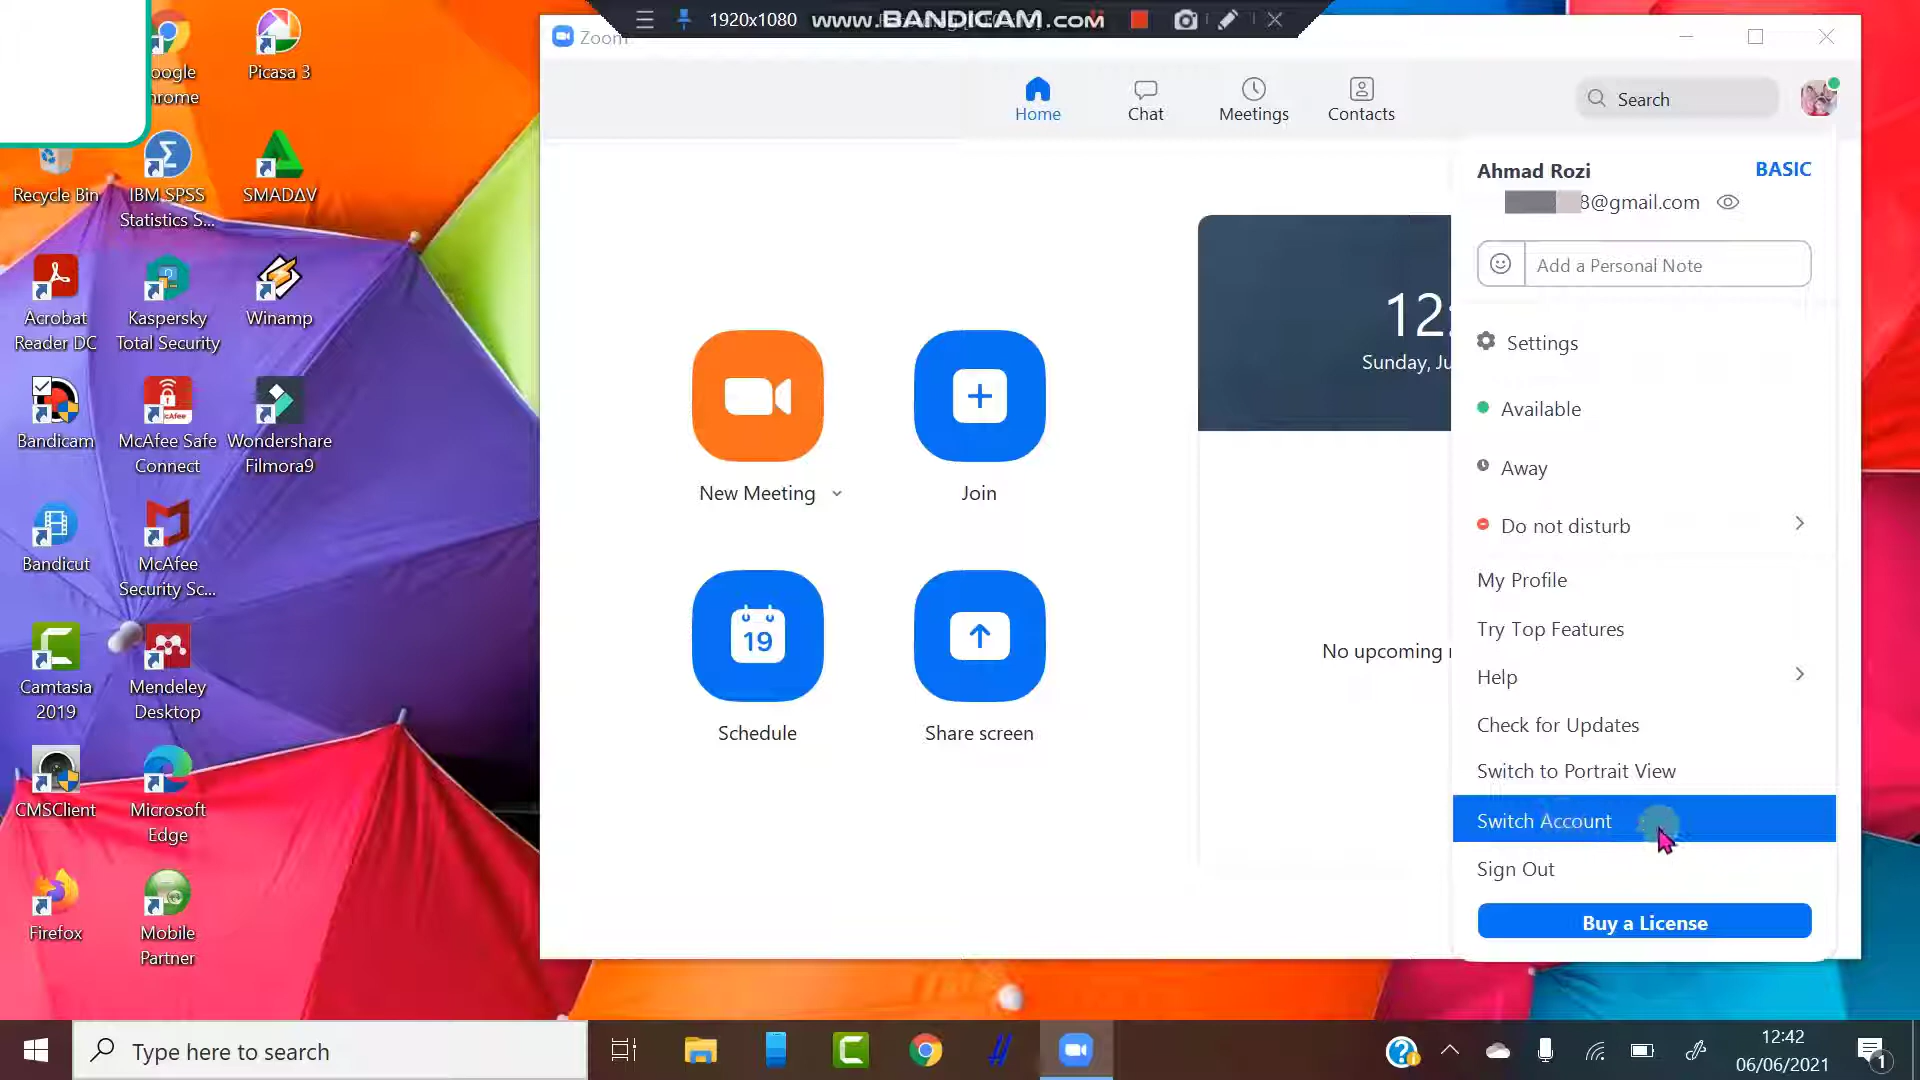 1920x1080
www.BANDICAM.com
Zoom
Home
Chat
Meetings
Contacts
Search
Ahmad Rozi
BASIC
8@gmail.com
Add a Personal Note
Settings
Available
Away
Do not disturb
My Profile
Try Top Features
Help
Check for Updates
Switch to Portrait View
Switch Account
Sign Out
Buy a License
12:
Sunday, Ju
No upcoming
New Meeting
Join
19
Schedule
Share screen
Picasa 3
Recycle Bin
IBM SPSS
Statistics S...
SMADAV
Acrobat
Reader DC
Kaspersky
Total Security
Winamp
Bandicam
McAfee Safe
Connect
Wondershare
Filmora9
Bandicut
McAfee
Security Sc...
Camtasia
2019
Mendeley
Desktop
CMSClient
Microsoft
Edge
Firefox
Mobile
Partner
Type here to search
12:42
06/06/2021
1